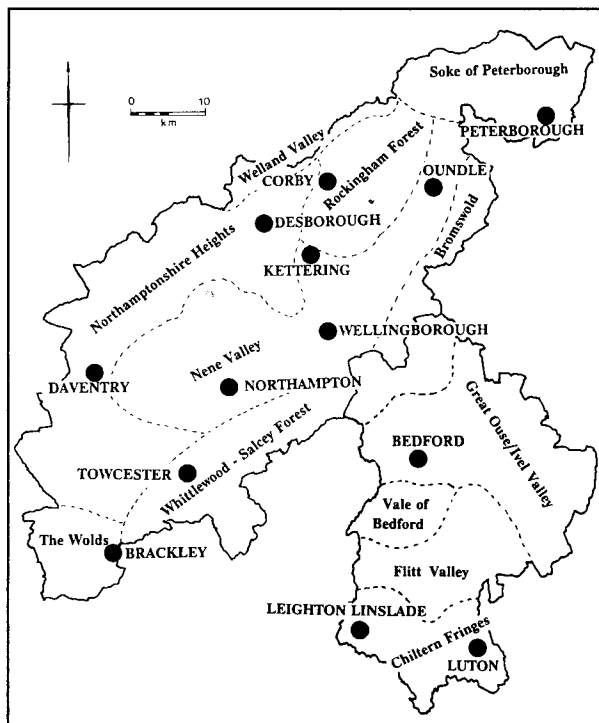 Soke of Peterborough
0 10
km
PETERBOROUGH
Welland Valley
Rockingham Forest
CORBY
OUNDLE
DESBOROUGH
Bromswold
KETTERING
Northamptonshire Heights
WELLINGBOROUGH
Nene Valley
DAVENTRY
NORTHAMPTON
Great Ouse/Ivel Valley
Whittlewood - Salcey Forest
BEDFORD
TOWCESTER
Vale of
Bedford
The Wolds
BRACKLEY
Flitt Valley
LEIGHTON LINSLADE
Chiltern Fringes
LUTON